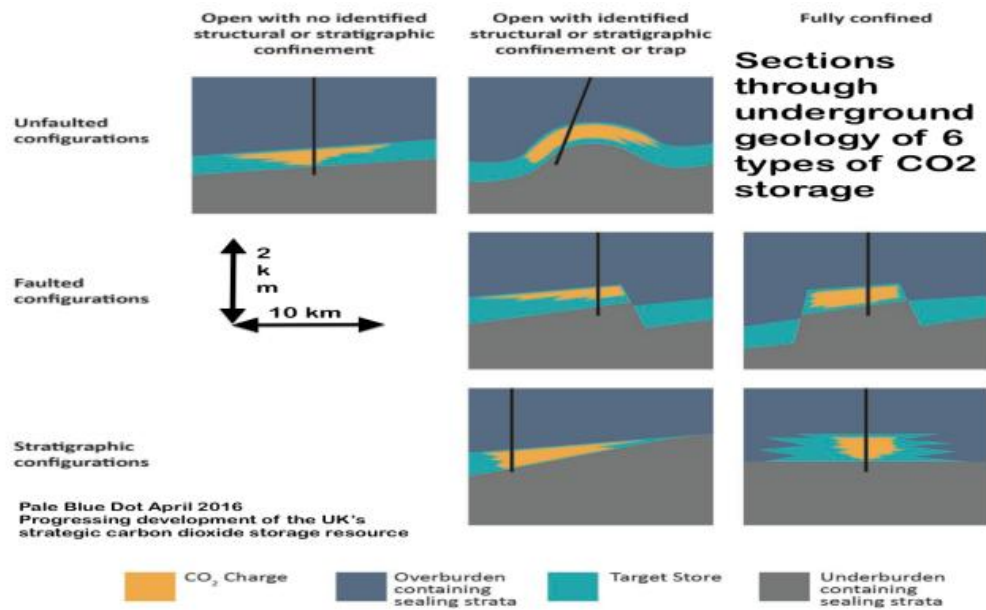 Open with no identified
structural or stratigraphic
confinement
Open with identified
structural or stratigraphic
confinement or trap
Fully confined
Sections
through
underground
geology of 6
types of CO2
storage
Unfaulted
configurations
Faulted
configurations
2
k
m
10 km
Stratigraphic
configurations
Pale Blue Dot April 2016
Progressing development of the UK's
strategic carbon dioxide storage resource
CO₂ Charge
Overburden
containing
sealing strata
Target Store
Underburden
containing
sealing strata